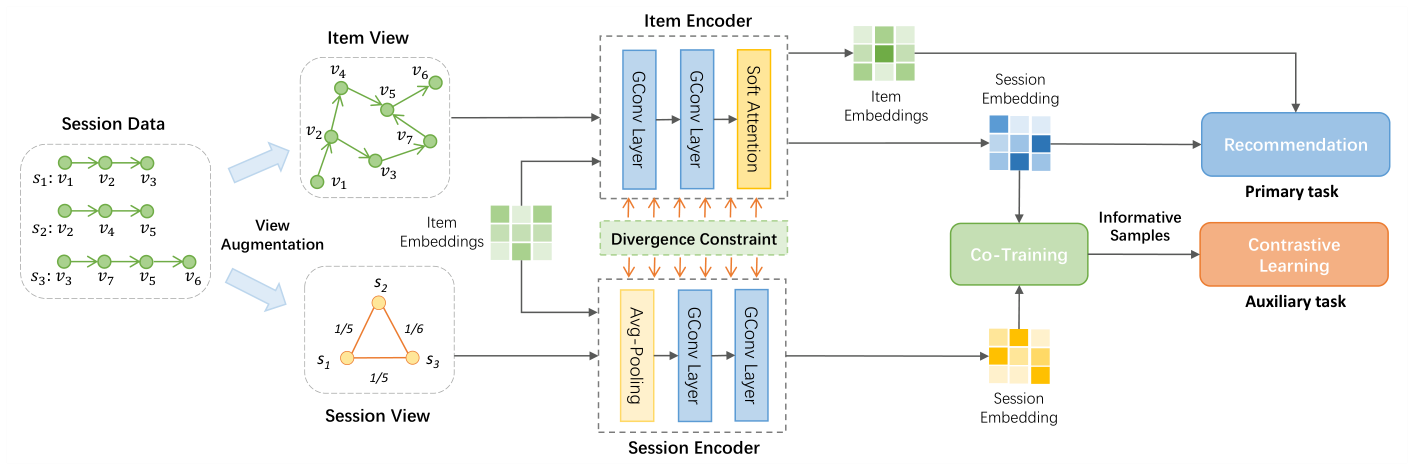 Session Data
s1: v1 v2 v3
s2: v2 v4 v5
s3: v3 v7 v5 v6
View
Augmentation
Item View
v4
v6
v5
v2
v7
v3
v1
s2
1/5
1/6
s1
s3
1/5
Session View
Item
Embeddings
Item Encoder
GConv Layer
GConv Layer
Soft Attention
Divergence Constraint
Avg-Pooling
GConv Layer
GConv Layer
Session Encoder
Item
Embeddings
Session
Embedding
Recommendation
Primary task
Co-Training
Informative
Samples
Contrastive
Learning
Auxiliary task
Session
Embedding